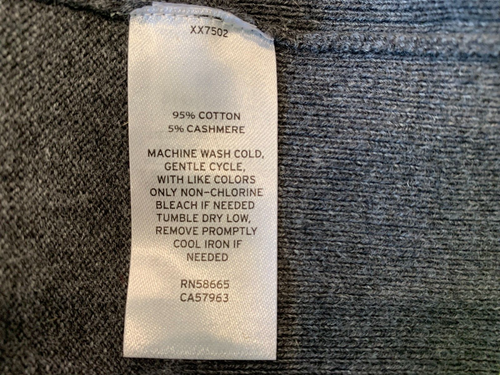 XX7502
95% COTTON
5% CASHMERE
MACHINE WASH COLD,
GENTLE CYCLE,
WITH LIKE COLORS
ONLY NON-CHLORINE
BLEACH IF NEEDED
TUMBLE DRY LOW,
REMOVE PROMPTLY
COOL IRON IF
NEEDED
RN58665
CA57963